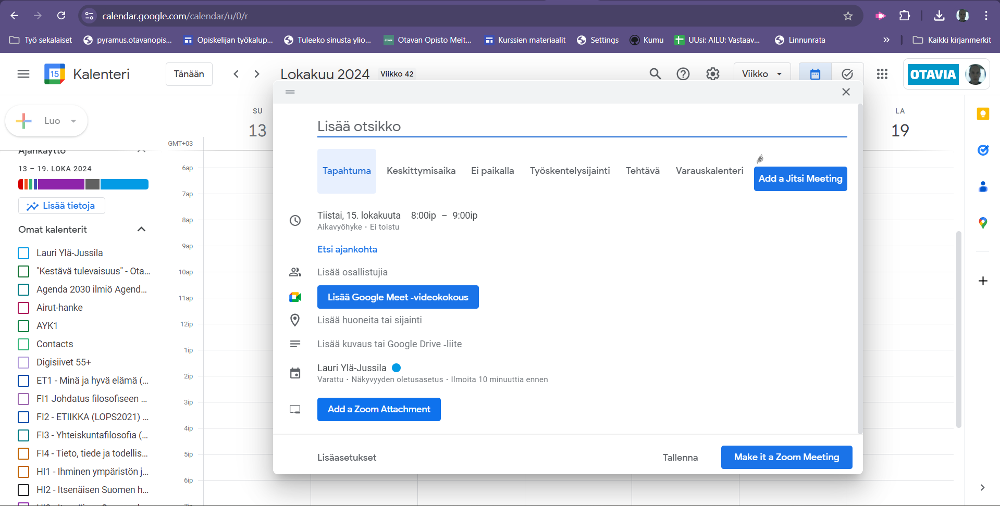 calendar.google.com/calendar/u/0/r
Työ sekalaiset
pyramus.otavanopis...
Opiskelijan työkalup...
Tuleeko sinusta ylio...
Otavan Opisto Meit...
Kurssien materiaalit
Settings
Kumu
UUsi: AILU: Vastaav...
Linnunrata
»
Kaikki kirjanmerkit
15
Kalenteri
Tänään
Lokakuu 2024
Viikko 42
Viikko
OTAVIA
Luo
SU
13
LA
19
GMT+03
Ajankäyttö
13 – 19. LOKA 2024
Lisää tietoja
Omat kalenterit
Lauri Ylä-Jussila
"Kestävä tulevaisuus" - Ota...
Agenda 2030 ilmiö Agend...
Airut-hanke
AYK1
Contacts
Digisiivet 55+
ET1 - Minä ja hyvä elämä (...
FI1 Johdatus filosofiseen ...
FI2 - ETIIKKA (LOPS2021) ...
FI3 - Yhteiskuntafilosofia (...
FI4 - Tieto, tiede ja todellis...
HI1 - Ihminen ympäristön j...
HI2 - Itsenäisen Suomen h...
6ap
7ap
8ap
9ap
10ap
11ap
12ip
1ip
2ip
3ip
4ip
5ip
6ip
7ip
Lisää otsikko
Tapahtuma
Keskittymisaika
Ei paikalla
Työskentelysijainti
Tehtävä
Varauskalenteri
Add a Jitsi Meeting
Tiistai, 15. lokakuuta 8:00ip – 9:00ip
Aikavyöhyke · Ei toistu
Etsi ajankohta
Lisää osallistujia
Lisää Google Meet -videokokous
Lisää huoneita tai sijainti
Lisää kuvaus tai Google Drive -liite
Lauri Ylä-Jussila
Varattu · Näkyvyyden oletusasetus · Ilmoita 10 minuuttia ennen
Add a Zoom Attachment
Lisäasetukset
Tallenna
Make it a Zoom Meeting